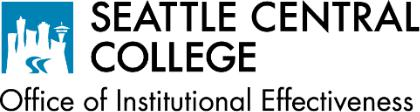 SEATTLE CENTRAL
COLLEGE
Office of Institutional Effectiveness